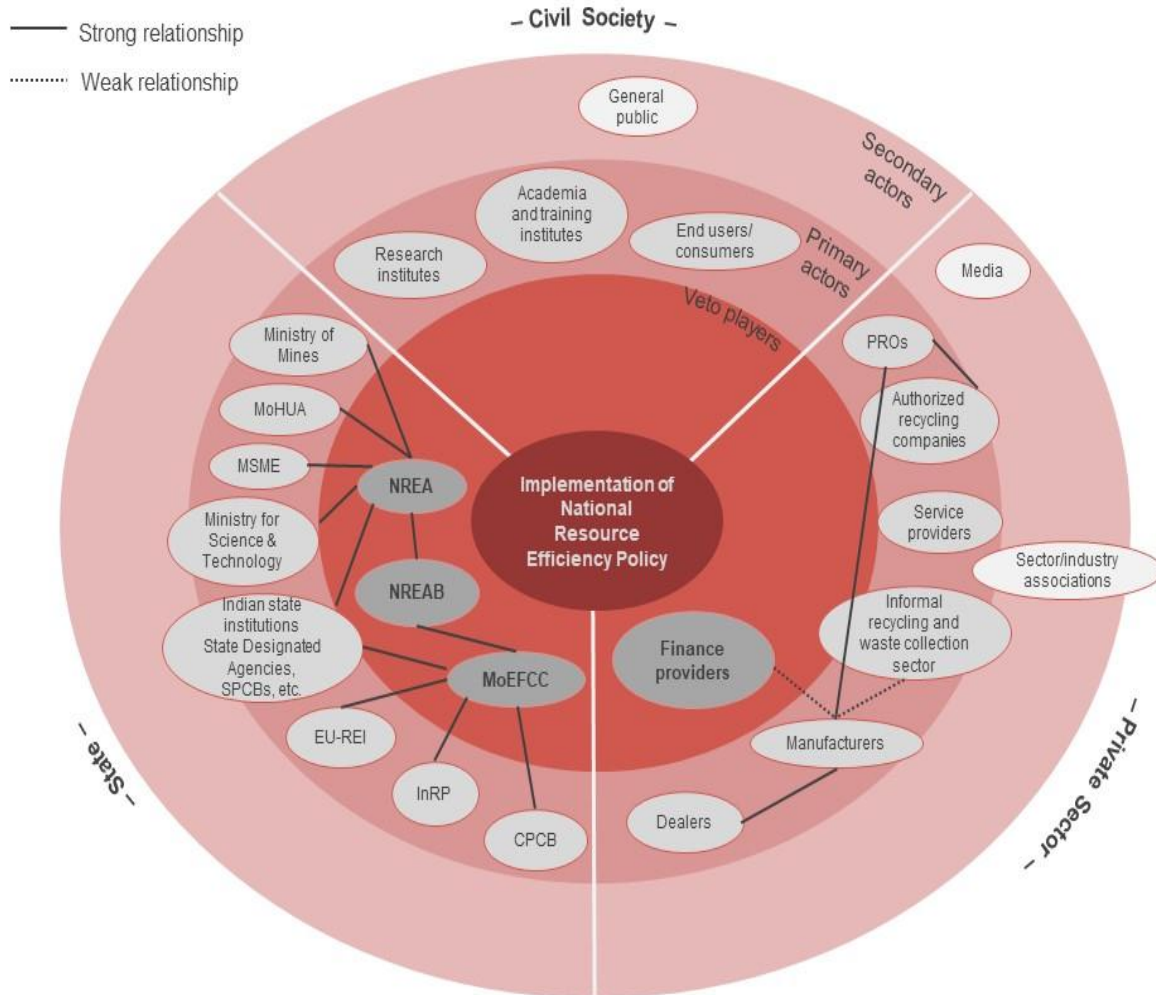 – Civil Society –
Strong relationship
Weak relationship
General
public
Secondary
actors
Academia
and training
institutes
End users/
consumers
Primary
actors
Research
institutes
Media
Veto players
Ministry of
Mines
PROs
MoHUA
Authorized
recycling
companies
MSME
NREA
Implementation of
National
Resource
Efficiency Policy
Service
providers
Ministry for
Science &
Technology
Sector/industry
associations
NREAB
Indian state
institutions
State Designated
Agencies,
SPCBs, etc.
Informal
recycling and
waste collection
sector
Finance
providers
MoEFCC
EU-REI
Manufacturers
– State –
– Private Sector –
InRP
Dealers
CPCB